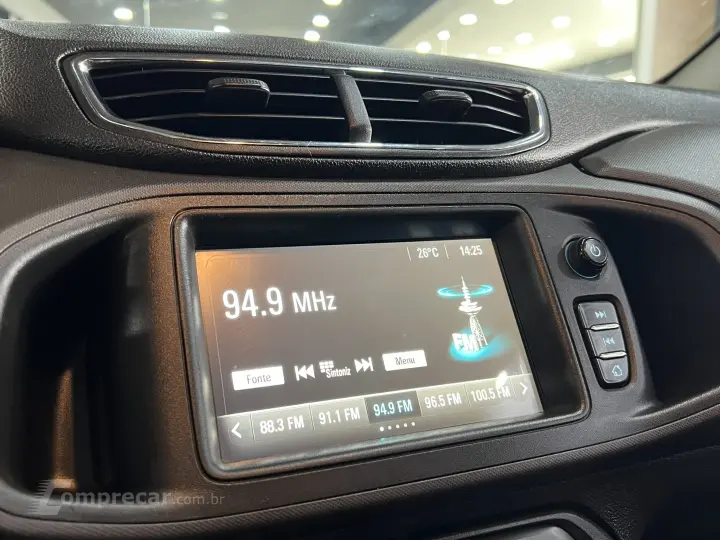 26°C 14:25
94.9 MHz
FM
Fonte Sintoniz Menu
88.3 FM 91.1 FM 94.9 FM 96.5 FM 100.5 FM
Comprecar.com.br